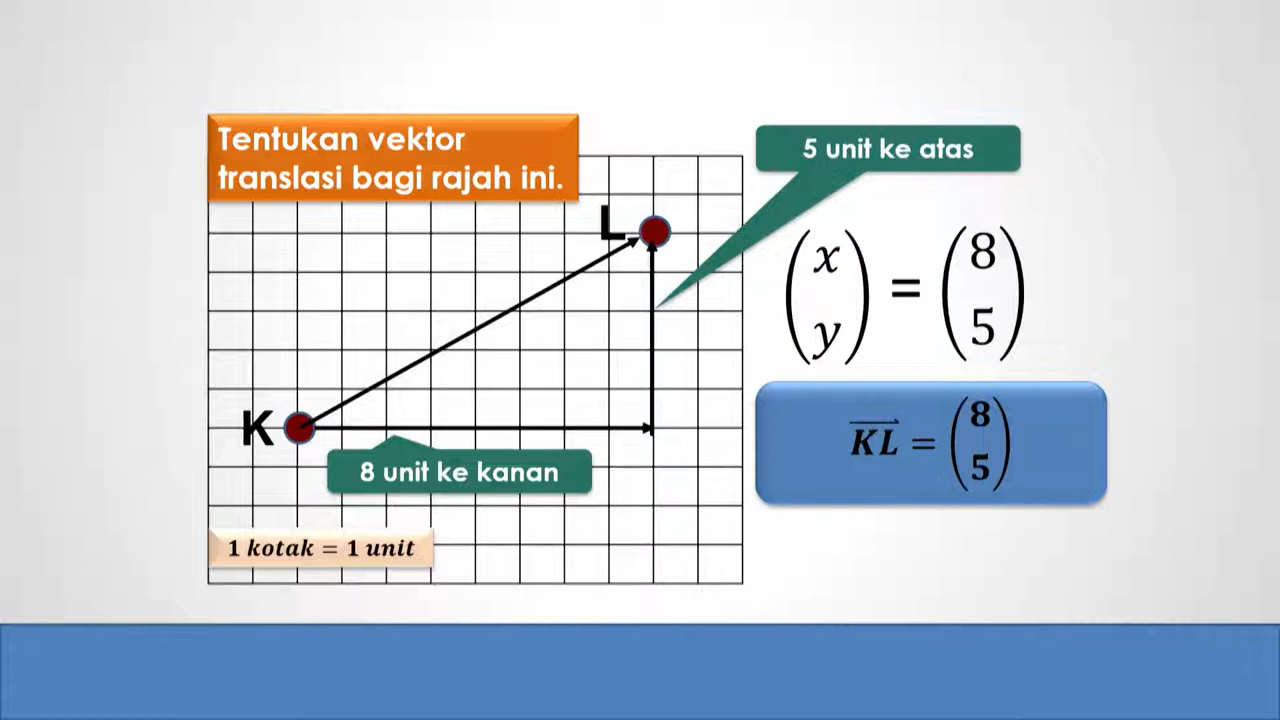 Tentukan vektor
translasi bagi rajah ini.
5 unit ke atas
L
K
8 unit ke kanan
1 kotak = 1 unit
(x y) = (8 5)
KL = (8 5)